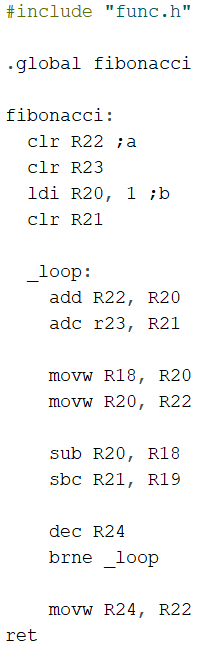 #include "func.h"
.global fibonacci
fibonacci:
clr R22 ;a
clr R23
ldi R20, 1 ;b
clr R21
_loop:
add R22, R20
adc r23, R21
movw R18, R20
movw R20, R22
sub R20, R18
sbc R21, R19
dec R24
brne _loop
movw R24, R22
ret